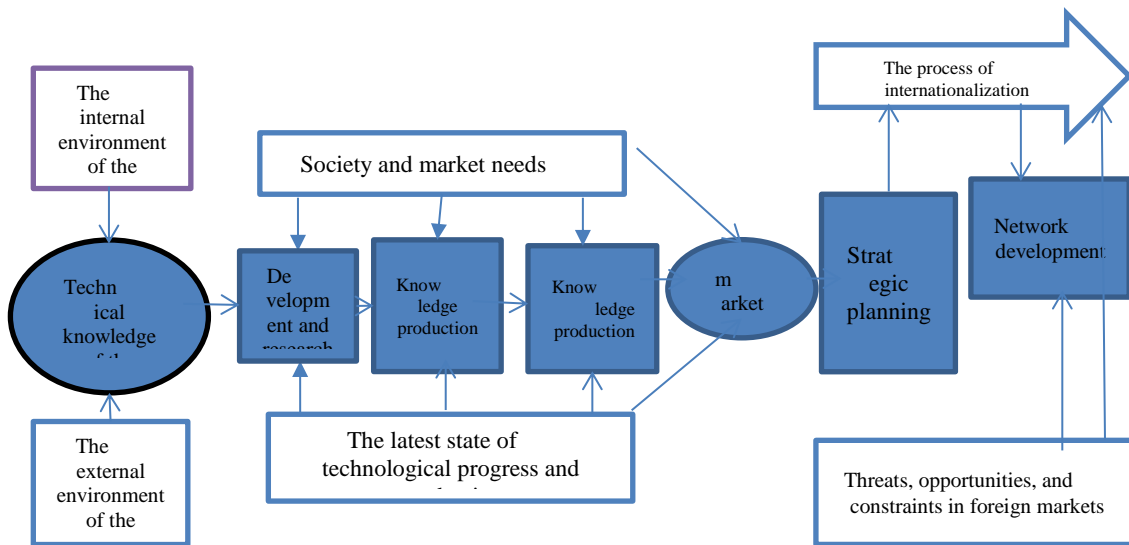 The process of
internationalization
The
internal
environment
of the
Society and market needs
Techn
ical
knowledge
De
velopm
ent and
research
Know
ledge
production
Know
ledge
production
m
arket
Strat
egic
planning
Network
development
The
external
environment
of the
The latest state of
technological progress and
Threats, opportunities, and
constraints in foreign markets